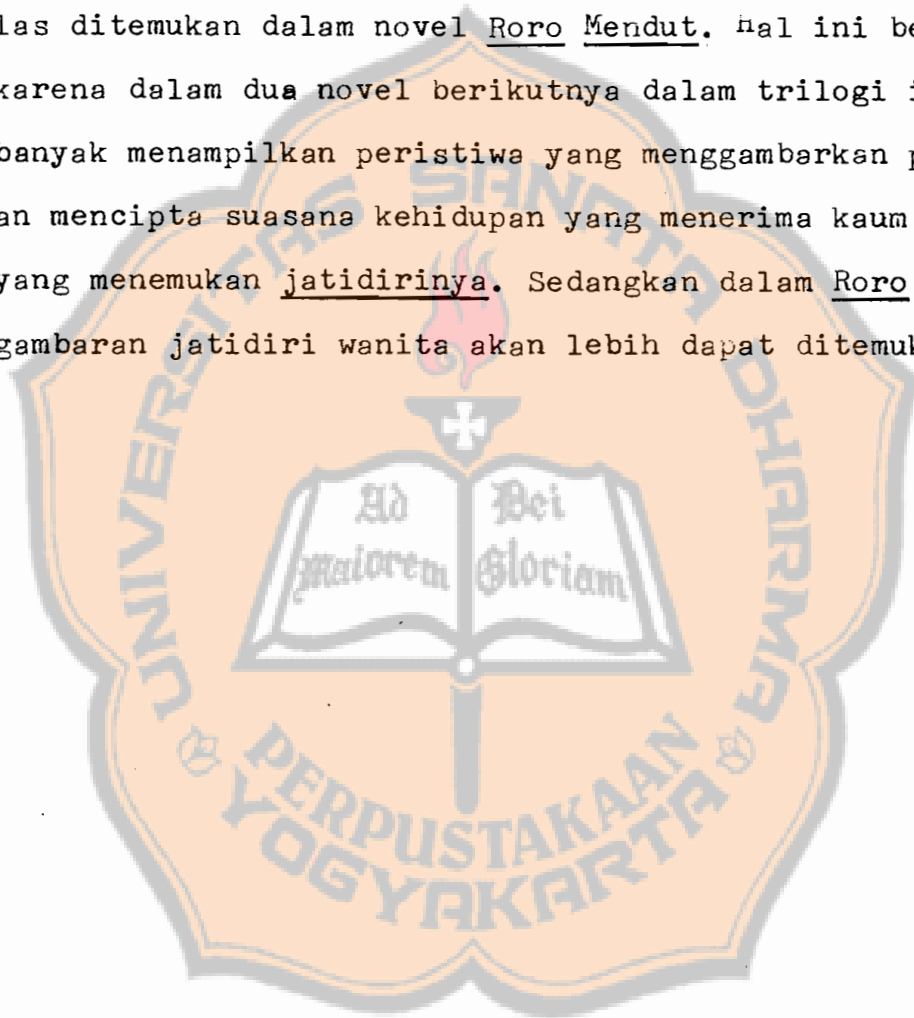 las ditemukan dalam novel Roro Mendut. Hal ini be
karena dalam dua novel berikutnya dalam trilogi i
banyak menampilkan peristiwa yang menggambarkan p
an mencipta suasana kehidupan yang menerima kaum
yang menemukan jatidirinya. Sedangkan dalam Roro
gambaran jatidiri wanita akan lebih dapat ditemuk
UNIVERSITAS SANATA DHARMA
Ad Dei
maiorem Gloriam
PERPUSTAKAAN
YOGYAKARTA